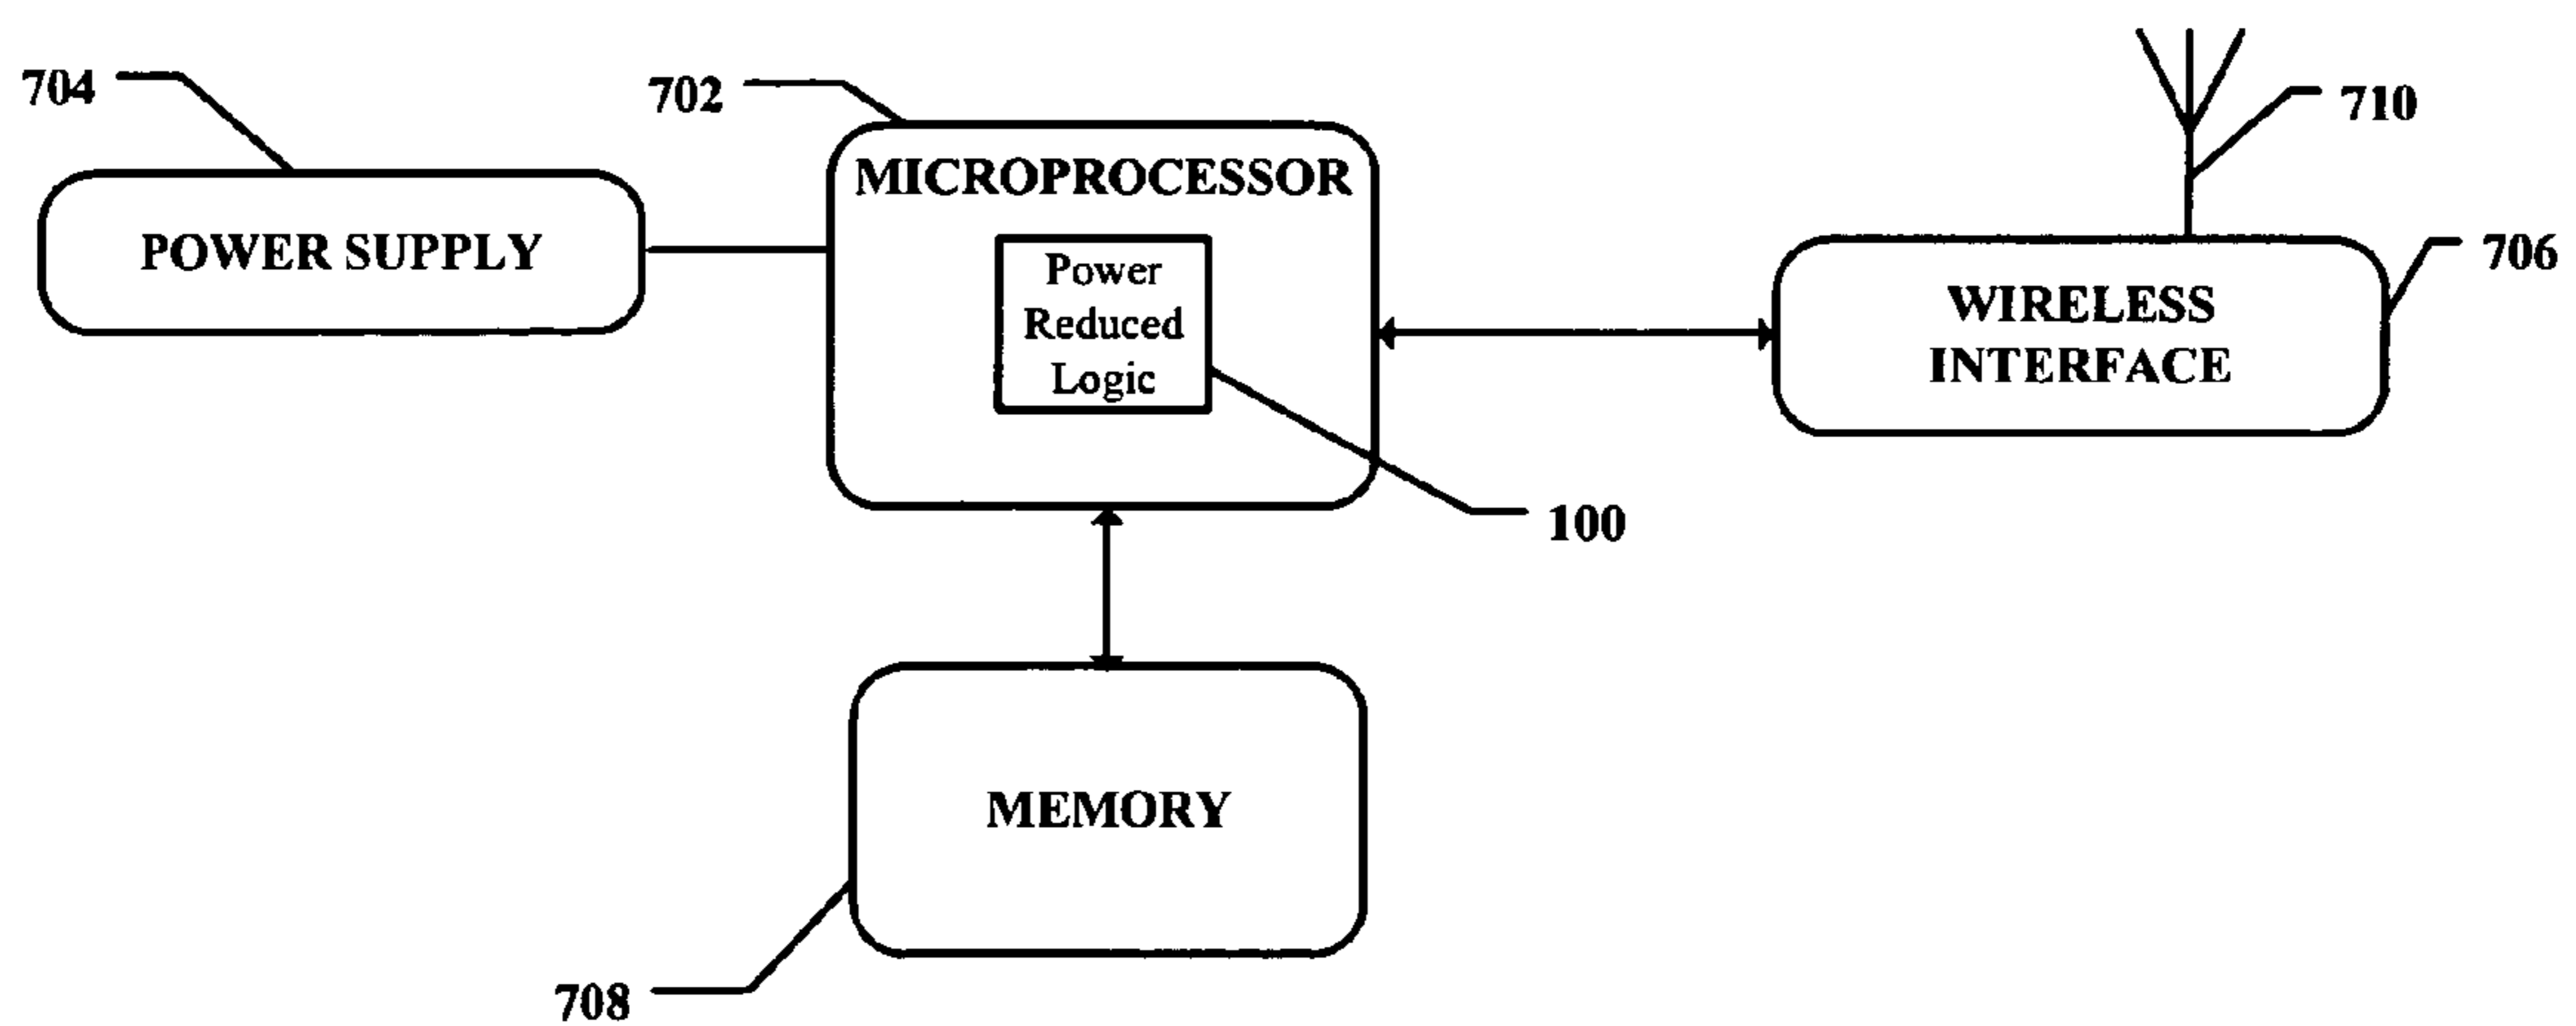 704
702
710
MICROPROCESSOR
POWER SUPPLY
Power
Reduced
Logic
706
WIRELESS
INTERFACE
100
MEMORY
708